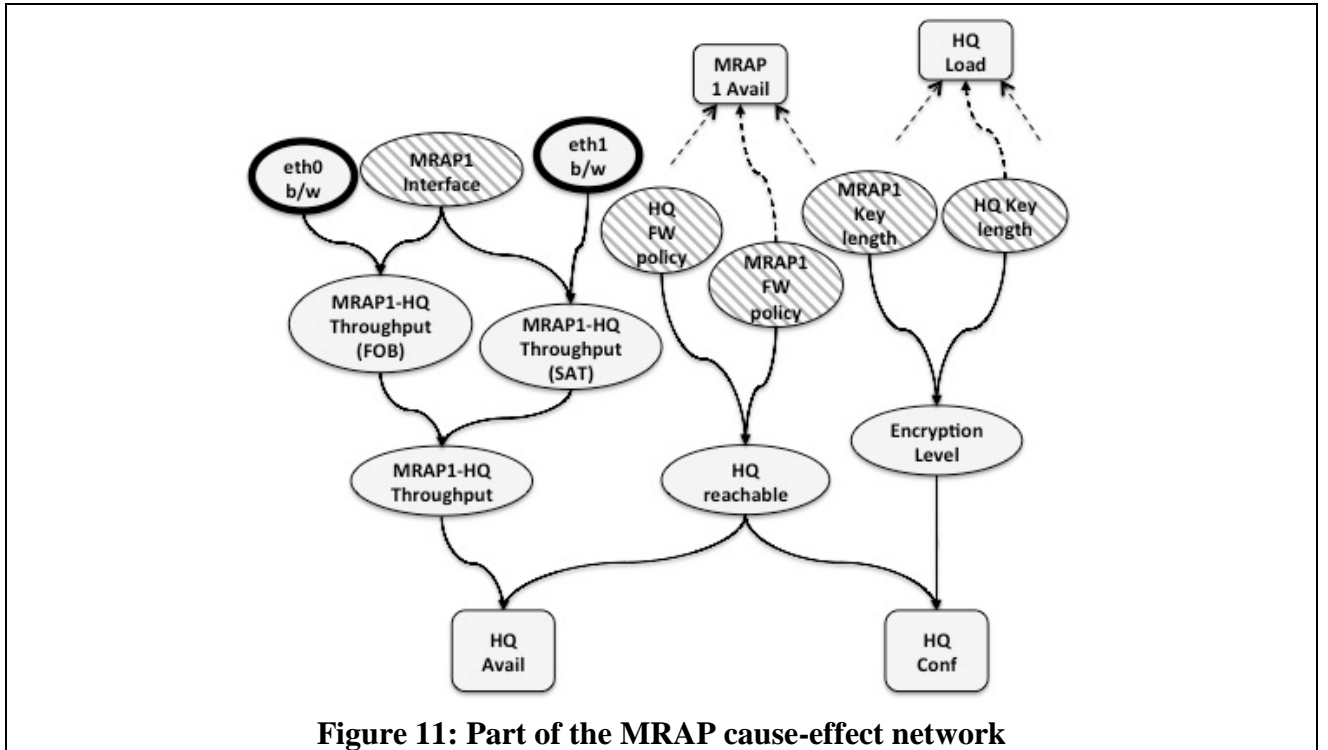 HQ
Load
MRAP
1 Avail
eth0
b/w
MRAP1
Interface
eth1
b/w
HQ
FW
policy
MRAP1
FW
policy
MRAP1
Key
length
HQ Key
length
MRAP1-HQ
Throughput
(FOB)
MRAP1-HQ
Throughput
(SAT)
MRAP1-HQ
Throughput
HQ
reachable
Encryption
Level
HQ
Avail
HQ
Conf
Figure 11: Part of the MRAP cause-effect network